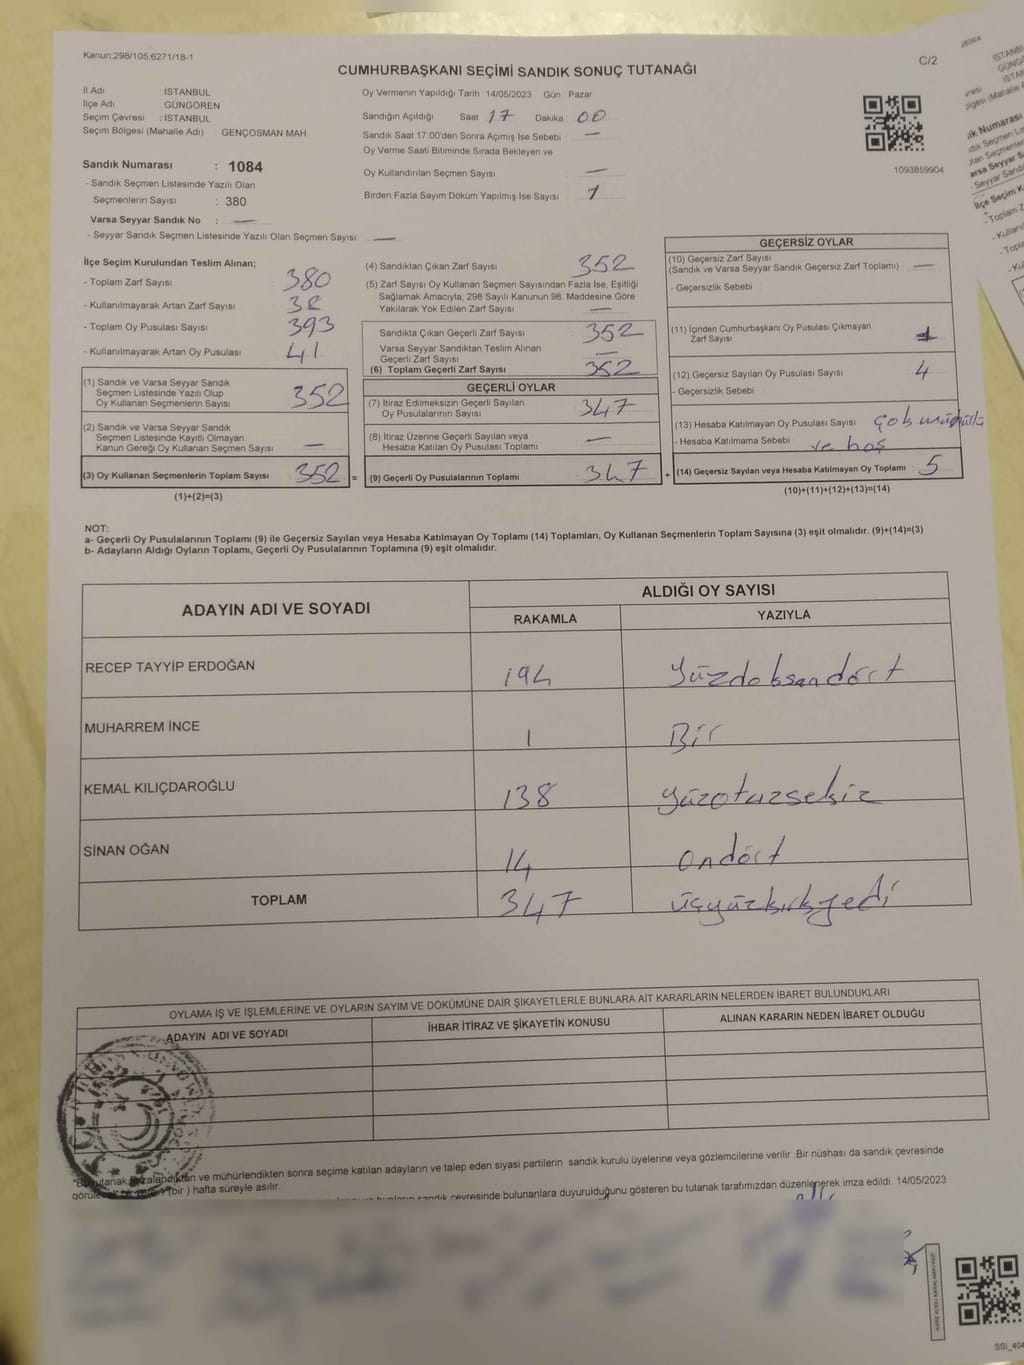 Kanun;298/105;6271/18-1
C/2
CUMHURBAŞKANI SEÇİMİ SANDIK SONUÇ TUTANAĞI
İl Adı : İSTANBUL
İlçe Adı GÜNGÖREN
Seçim Çevresi : İSTANBUL
Seçim Bölgesi (Mahalle Adı) : GENÇOSMAN MAH.
Sandık Numarası : 1084
- Sandık Seçmen Listesinde Yazılı Olan
Seçmenlerin Sayısı : 380
Varsa Seyyar Sandık No : —
- Seyyar Sandık Seçmen Listesinde Yazılı Olan Seçmen Sayısı: —
Oy Vermenin Yapıldığı Tarih :14/05/2023 Gün : Pazar
Sandığın Açıldığı Saat 17 Dakika 00
Sandık Saat 17:00'den Sonra Açımış Ise Sebebi —
Oy Verme Saati Bitiminde Sırada Bekleyen ve
Oy Kullandırılan Seçmen Sayısı —
Birden Fazla Sayım Döküm Yapılmış İse Sayısı 1
1093859904
İlçe Seçim Kurulundan Teslim Alınan;
- Toplam Zarf Sayısı 380
- Kullanılmayarak Artan Zarf Sayısı
- Toplam Oy Pusulası Sayısı 393
- Kullanılmayarak Artan Oy Pusulası 41
(1) Sandık ve Varsa Seyyar Sandık
Seçmen Listesinde Yazılı Olup
Oy Kullanan Seçmenlerin Sayısı 352
(2) Sandık ve Varsa Seyyar Sandık
Seçmen Listesinde Kayıtlı Olmayan
Kanun Gereği Oy Kullanan Seçmen Sayısı —
(3) Oy Kullanan Seçmenlerin Toplam Sayısı 352 =
(1)+(2)=(3)
(4) Sandıktan Çıkan Zarf Sayısı 352
(5) Zarf Sayısı Oy Kullanan Seçmen Sayısından Fazla Ise, Eşitliği
Sağlamak Amacıyla; 298 Sayılı Kanunun 98. Maddesine Göre
Yakılarak Yok Edilen Zarf Sayısı —
Sandıkta Çıkan Geçerli Zarf Sayısı 352
Varsa Seyyar Sandıktan Teslim Alınan
Geçerli Zarf Sayısı —
(6) Toplam Geçerli Zarf Sayısı 352
GEÇERLİ OYLAR
(7) İtiraz Edilmeksizin Geçerli Sayılan
Oy Pusulalarının Sayısı 347
(8) İtiraz Üzerine Geçerli Sayılan veya
Hesaba Katılan Oy Pusulası Toplamı —
(9) Geçerli Oy Pusulalarının Toplamı 347 +
GEÇERSİZ OYLAR
(10) Geçersiz Zarf Sayısı
(Sandık ve Varsa Seyyar Sandık Geçersiz Zarf Toplamı) —
- Geçersizlik Sebebi
(11) İçinden Cumhurbaşkanı Oy Pusulası Çıkmayan
Zarf Sayısı 1
(12) Geçersiz Sayılan Oy Pusulası Sayısı 4
- Geçersizlik Sebebi
(13) Hesaba Katılmayan Oy Pusulası Sayısı çok mühürlü
- Hesaba Katılmama Sebebi : ve boş
(14) Geçersiz Sayılan veya Hesaba Katılmayan Oy Toplamı : 5
(10)+(11)+(12)+(13)=(14)
NOT:
a- Geçerli Oy Pusulalarının Toplamı (9) ile Geçersiz Sayılan veya Hesaba Katılmayan Oy Toplamı (14) Toplamları, Oy Kullanan Seçmenlerin Toplam Sayısına (3) eşit olmalıdır. (9)+(14)=(3)
b- Adayların Aldığı Oyların Toplamı, Geçerli Oy Pusulalarının Toplamına (9) eşit olmalıdır.
ADAYIN ADI VE SOYADI
ALDIĞI OY SAYISI
RAKAMLA YAZIYLA
RECEP TAYYİP ERDOĞAN 194 yüzdoksandört
MUHARREM İNCE 1 Bir
KEMAL KILIÇDAROĞLU 138 yüzotuzsekiz
SİNAN OĞAN 14 ondört
TOPLAM 347 üçyüzkırkyedi
OYLAMA İŞ VE İŞLEMLERİNE VE OYLARIN SAYIM VE DÖKÜMÜNE DAİR ŞİKAYETLERLE BUNLARA AİT KARARLARIN NELERDEN İBARET BULUNDUKLARI
ADAYIN ADI VE SOYADI İHBAR İTİRAZ VE ŞİKAYETİN KONUSU ALINAN KARARIN NEDEN İBARET OLDUĞU
ve mühürlendikten sonra seçime katılan adayların ve talep eden siyasi partilerin sandık kurulu üyelerine veya gözlemcilerine verilir. Bir nüshası da sandık çevresinde
(bir ) hafta süreyle asılır.
sandık çevresinde bulunanlara duyurulduğunu gösteren bu tutanak tarafımızdan düzenlenerek imza edildi. 14/05/2023